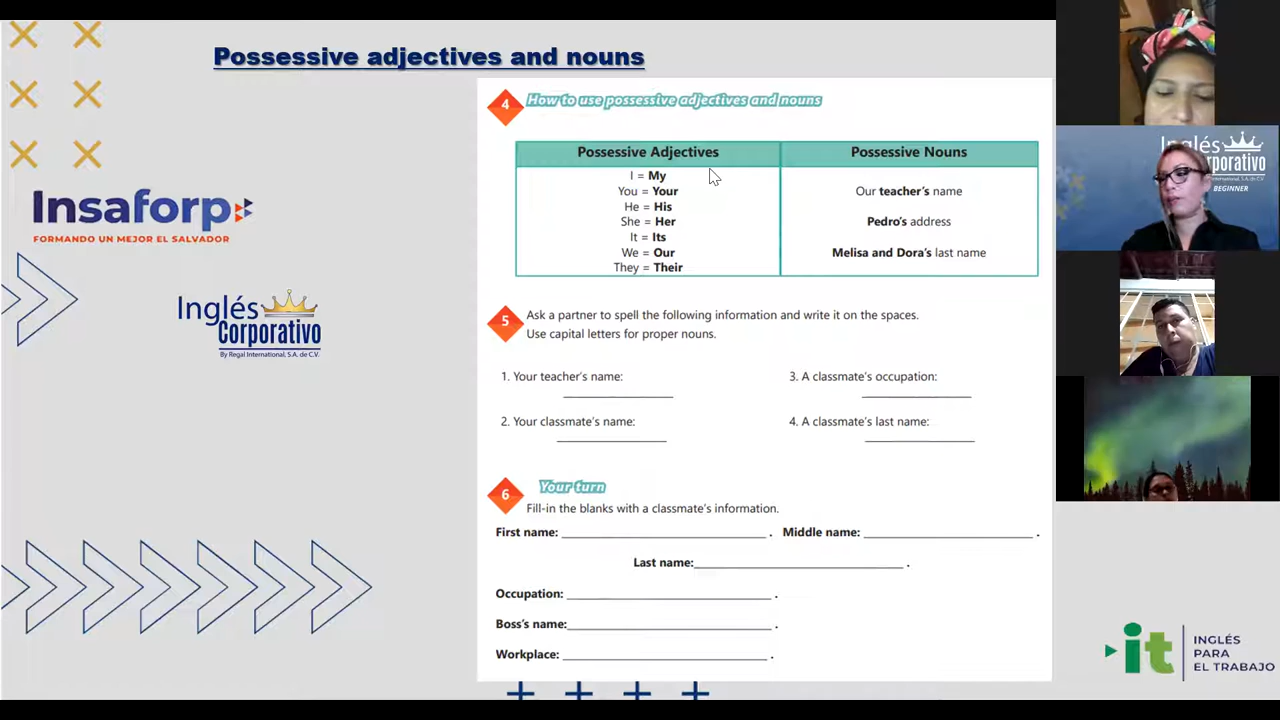 Possessive adjectives and nouns
4 How to use possessive adjectives and nouns
Possessive Adjectives
I = My
You = Your
He = His
She = Her
It = Its
We = Our
They = Their
Possessive Nouns
Our teacher's name
Pedro's address
Melisa and Dora's last name
5 Ask a partner to spell the following information and write it on the spaces.
Use capital letters for proper nouns.
1. Your teacher's name:
3. A classmate's occupation:
2. Your classmate's name:
4. A classmate's last name:
6 Your turn
Fill-in the blanks with a classmate's information.
First name: . Middle name: .
Last name: .
Occupation: .
Boss's name: .
Workplace: .
Insaforp
FORMANDO UN MEJOR EL SALVADOR
Inglés
Corporativo
By Regal International, S.A. de C.V.
Inglés
rporativo
BEGINNER
it INGLÉS
PARA
EL TRABAJO